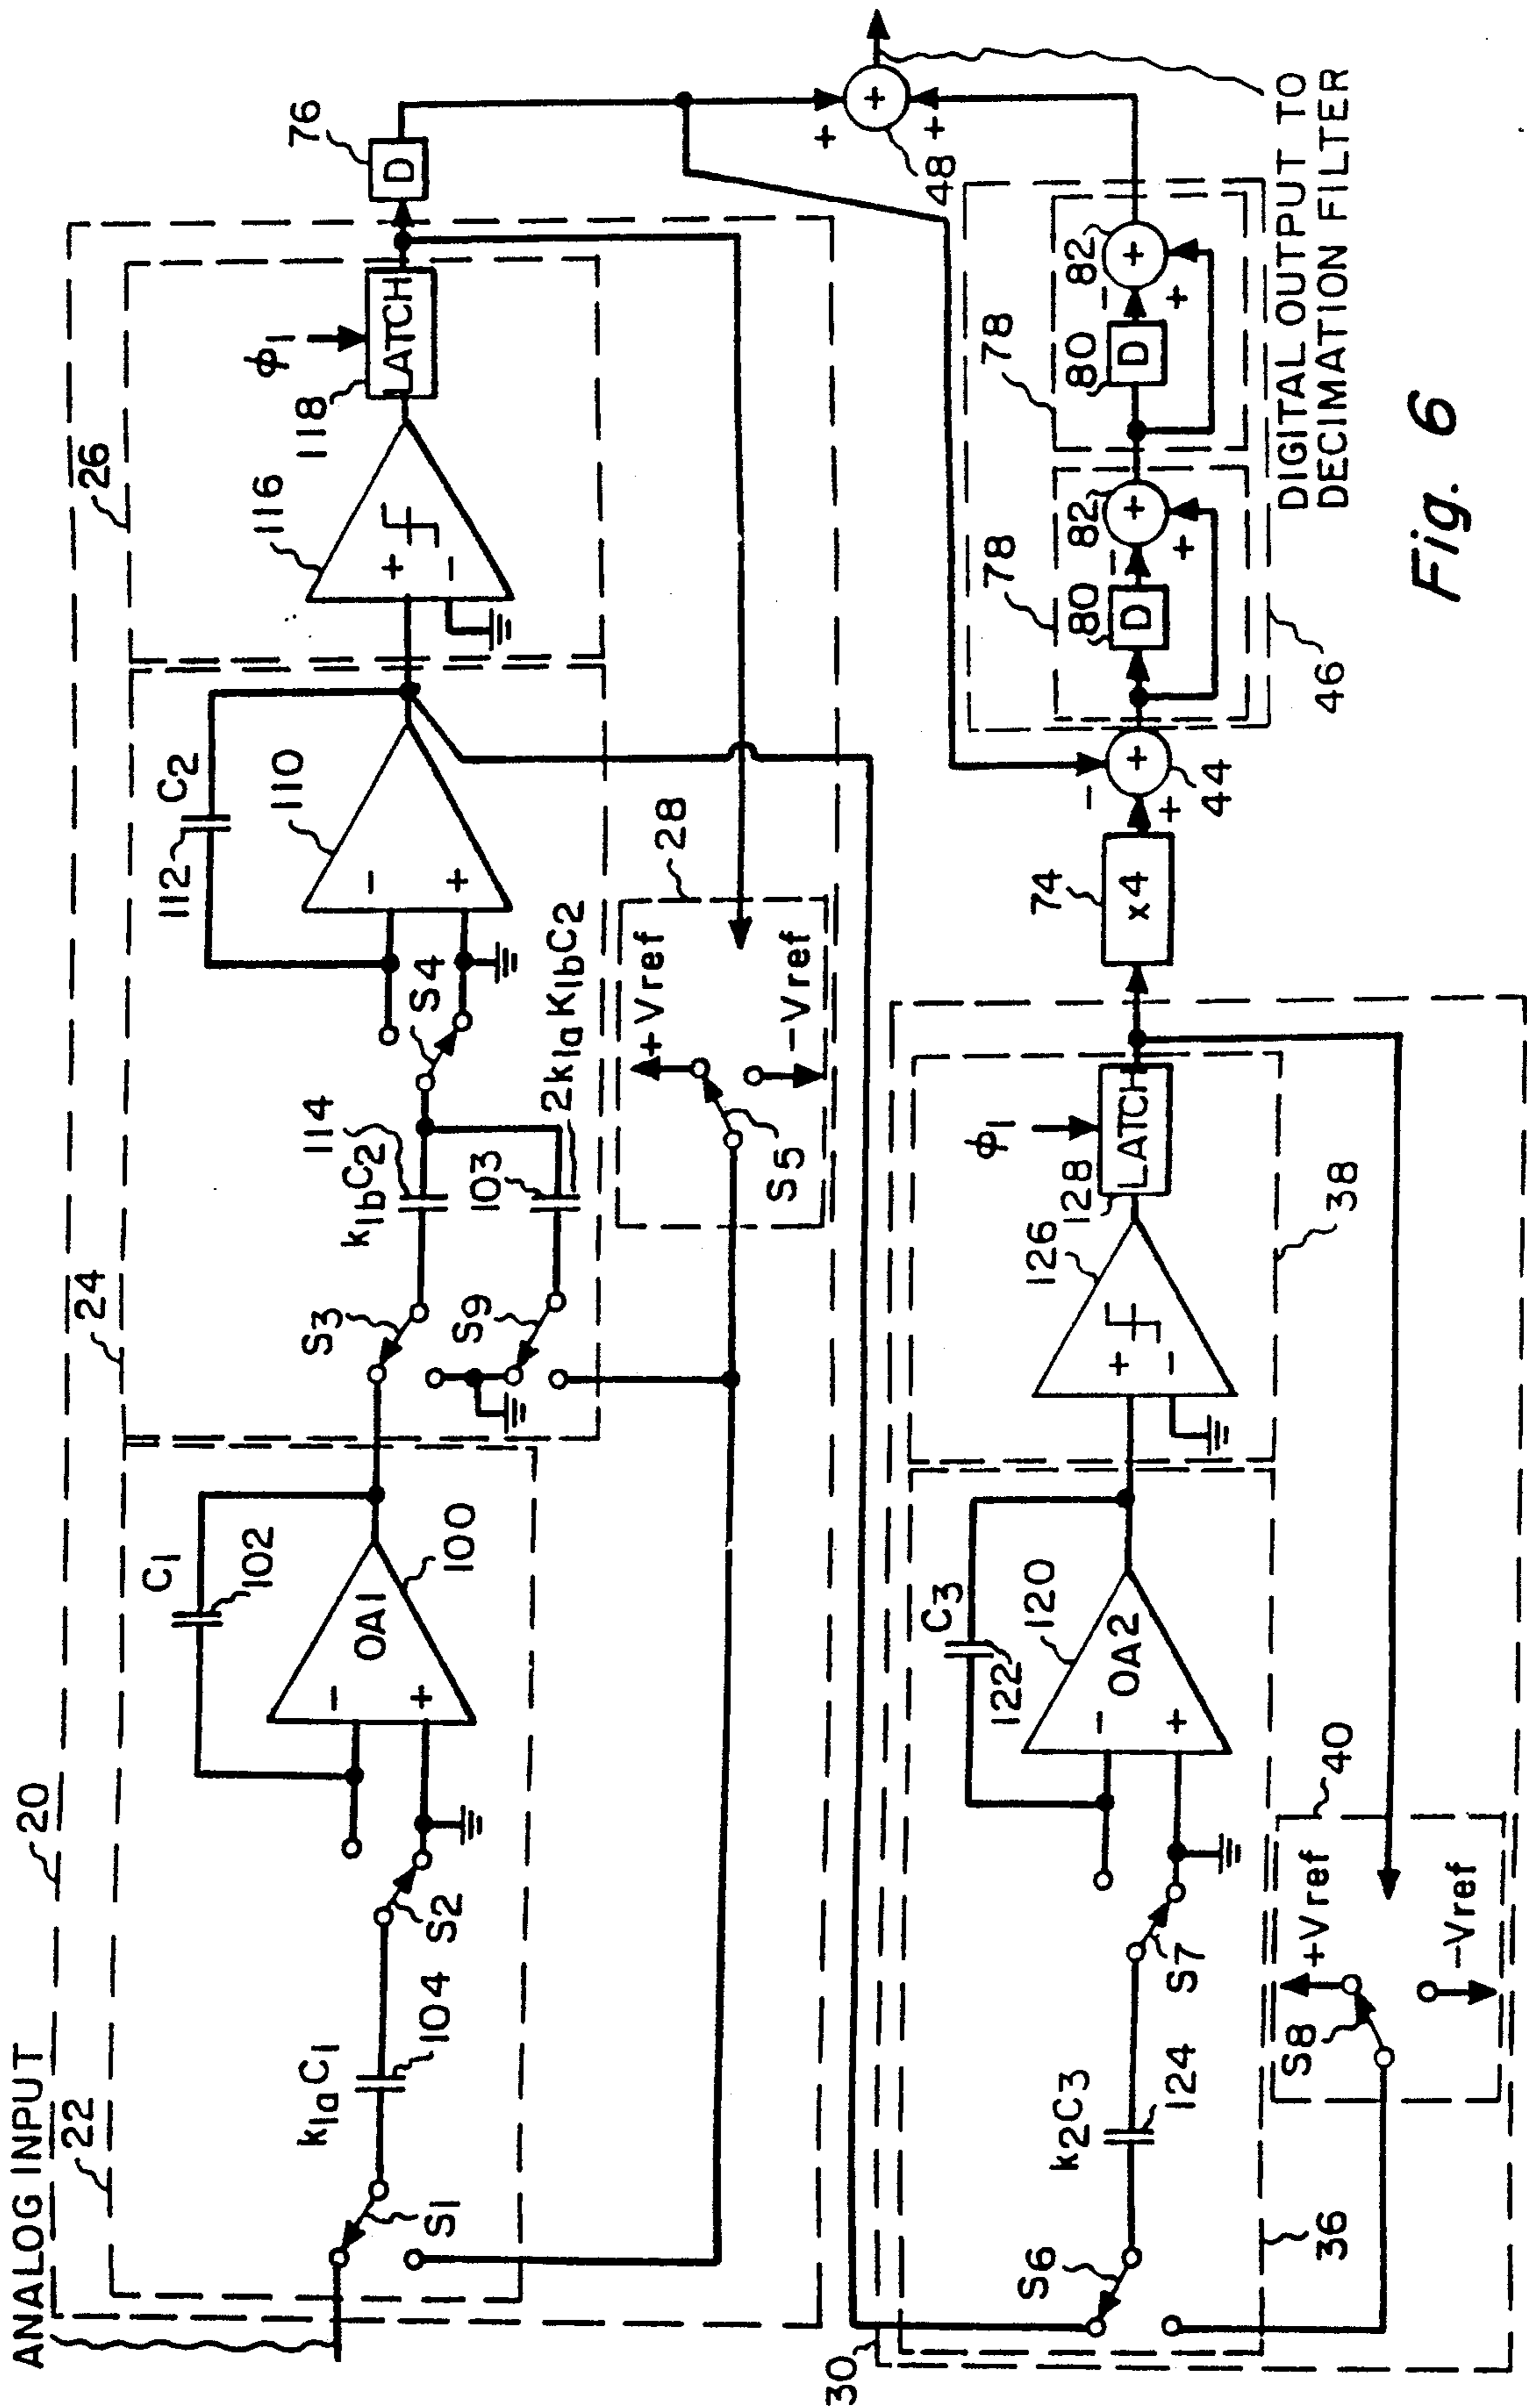 ANALOG INPUT
20
22
24
26
S1
k1aC1
104
S2
C1
102
OA1
-
+
100
S3
S9
k1bC2
114
103
2k1aK1bC2
S4
C2
112
110
-
+
116
+
-
φ1
118
LATCH
76
D
28
+Vref
-Vref
S5
30
S6
36
k2C3
124
S7
C3
122
OA2
-
+
120
40
S8
+Vref
-Vref
126
+
-
φ1
128
LATCH
38
74
x4
-
+
+
44
46
78
80
D
82
-
+
+
78
80
D
82
-
+
+
48
+
+
+
DIGITAL OUTPUT TO
DECIMATION FILTER
Fig. 6